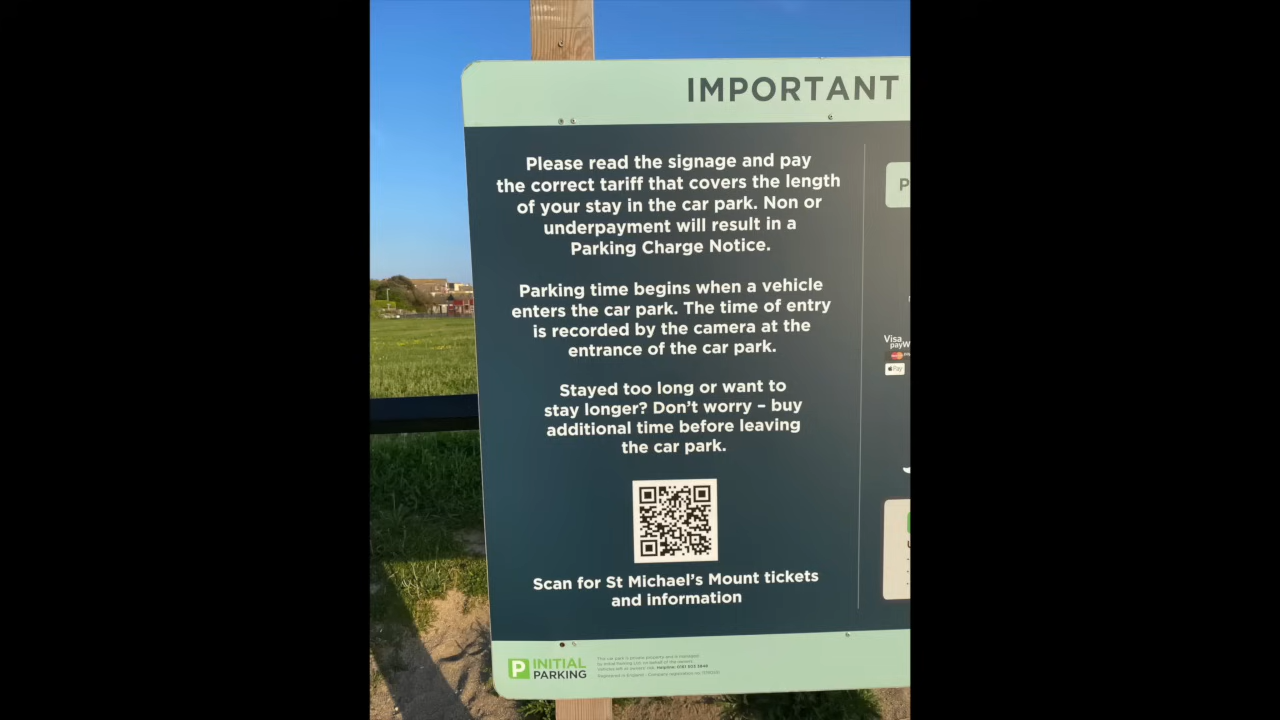 IMPORTANT
Please read the signage and pay
the correct tariff that covers the length
of your stay in the car park. Non or
underpayment will result in a
Parking Charge Notice.
Parking time begins when a vehicle
enters the car park. The time of entry
is recorded by the camera at the
entrance of the car park.
Stayed too long or want to
stay longer? Don't worry – buy
additional time before leaving
the car park.
Scan for St Michael's Mount tickets
and information
P INITIAL
PARKING
P
Visa
Pay